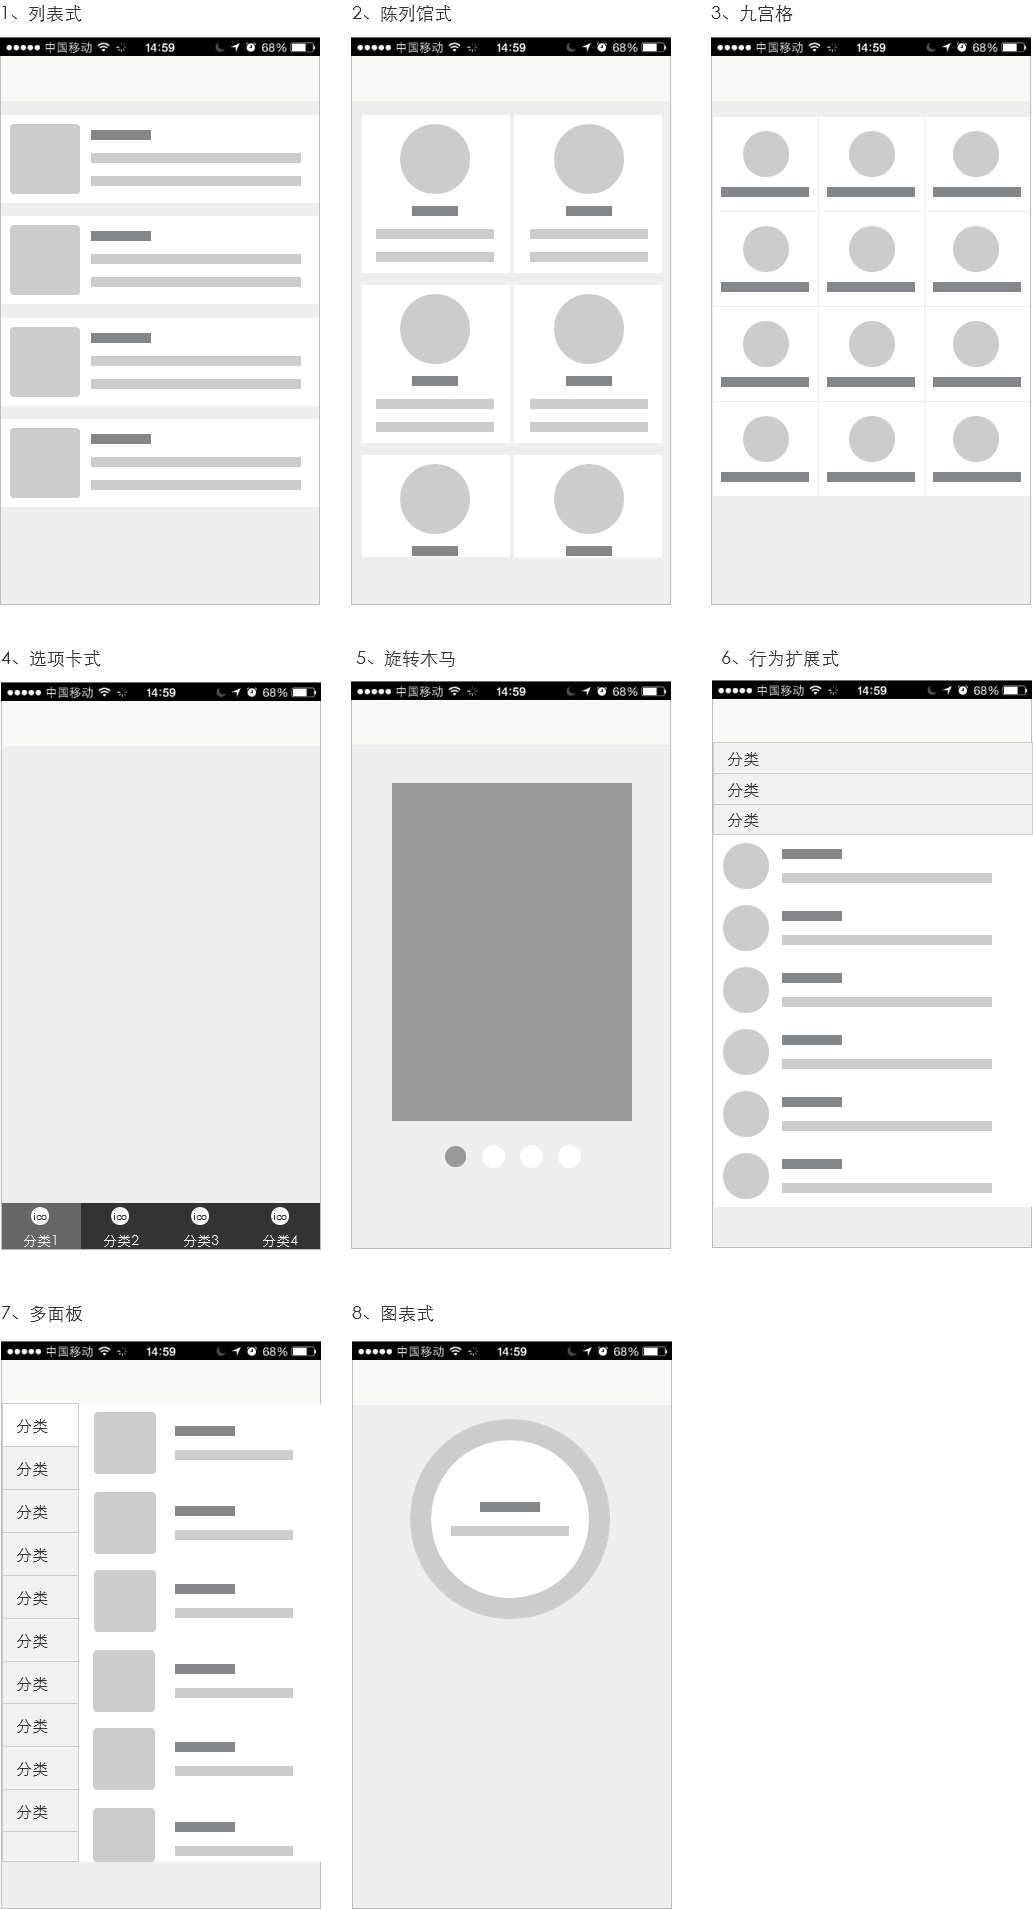 1、列表式
2、陈列馆式
3、九宫格
中国移动 14:59 68%
中国移动 14:59 68%
中国移动 14:59 68%
4、选项卡式
5、旋转木马
6、行为扩展式
中国移动 14:59 68%
中国移动 14:59 68%
中国移动 14:59 68%
分类
分类
分类
ico
ico
ico
ico
分类1
分类2
分类3
分类4
7、多面板
8、图表式
中国移动 14:59 68%
中国移动 14:59 68%
分类
分类
分类
分类
分类
分类
分类
分类
分类
分类